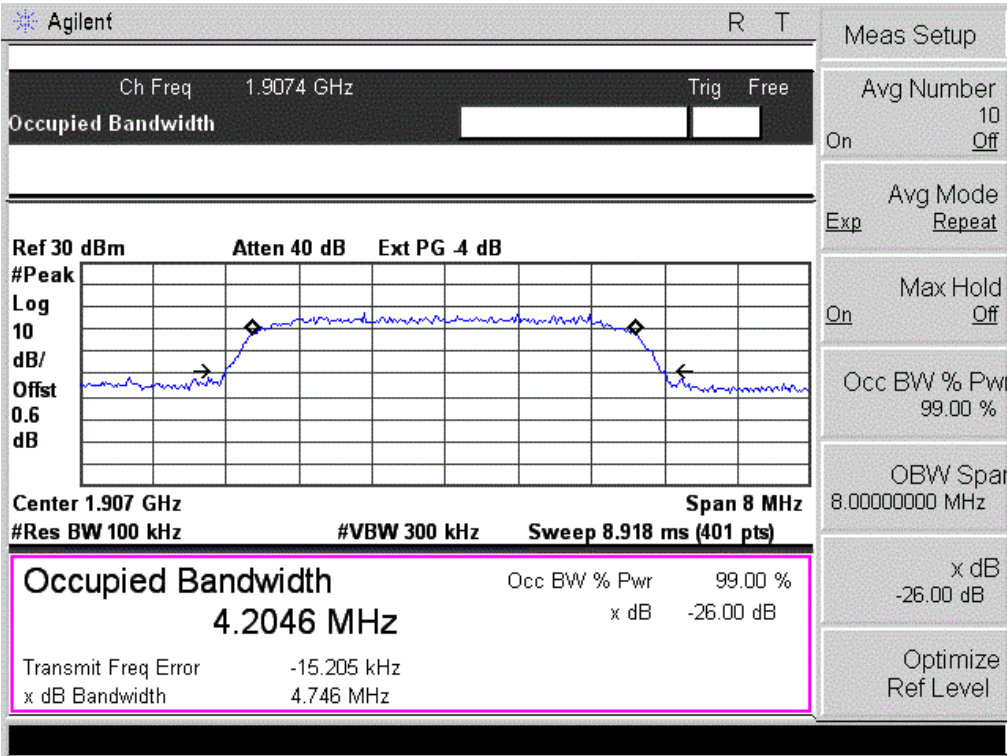 Agilent R T
Ch Freq 1.9074 GHz Trig Free
Occupied Bandwidth
Ref 30 dBm Atten 40 dB Ext PG -4 dB
#Peak
Log
10
dB/
Offst
0.6
dB
Center 1.907 GHz Span 8 MHz
#Res BW 100 kHz #VBW 300 kHz Sweep 8.918 ms (401 pts)
Occupied Bandwidth
4.2046 MHz
Occ BW % Pwr 99.00 %
x dB -26.00 dB
Transmit Freq Error -15.205 kHz
x dB Bandwidth 4.746 MHz
Meas Setup
Avg Number
10
On Off
Avg Mode
Exp Repeat
Max Hold
On Off
Occ BW % Pwr
99.00 %
OBW Span
8.00000000 MHz
x dB
-26.00 dB
Optimize
Ref Level